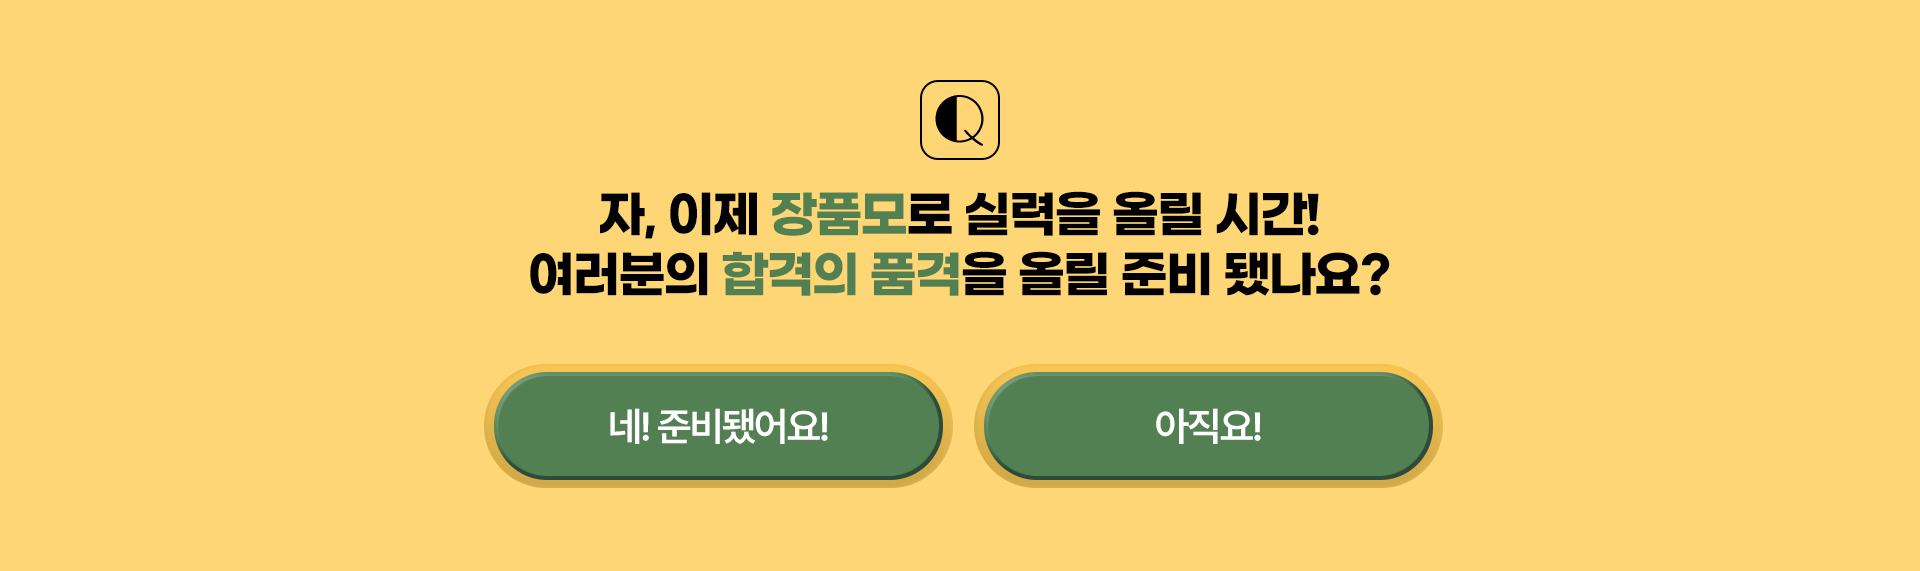 Q
자, 이제 장품모로 실력을 올릴 시간!
여러분의 합격의 품격을 올릴 준비 됐나요?
네! 준비됐어요!
아직요!